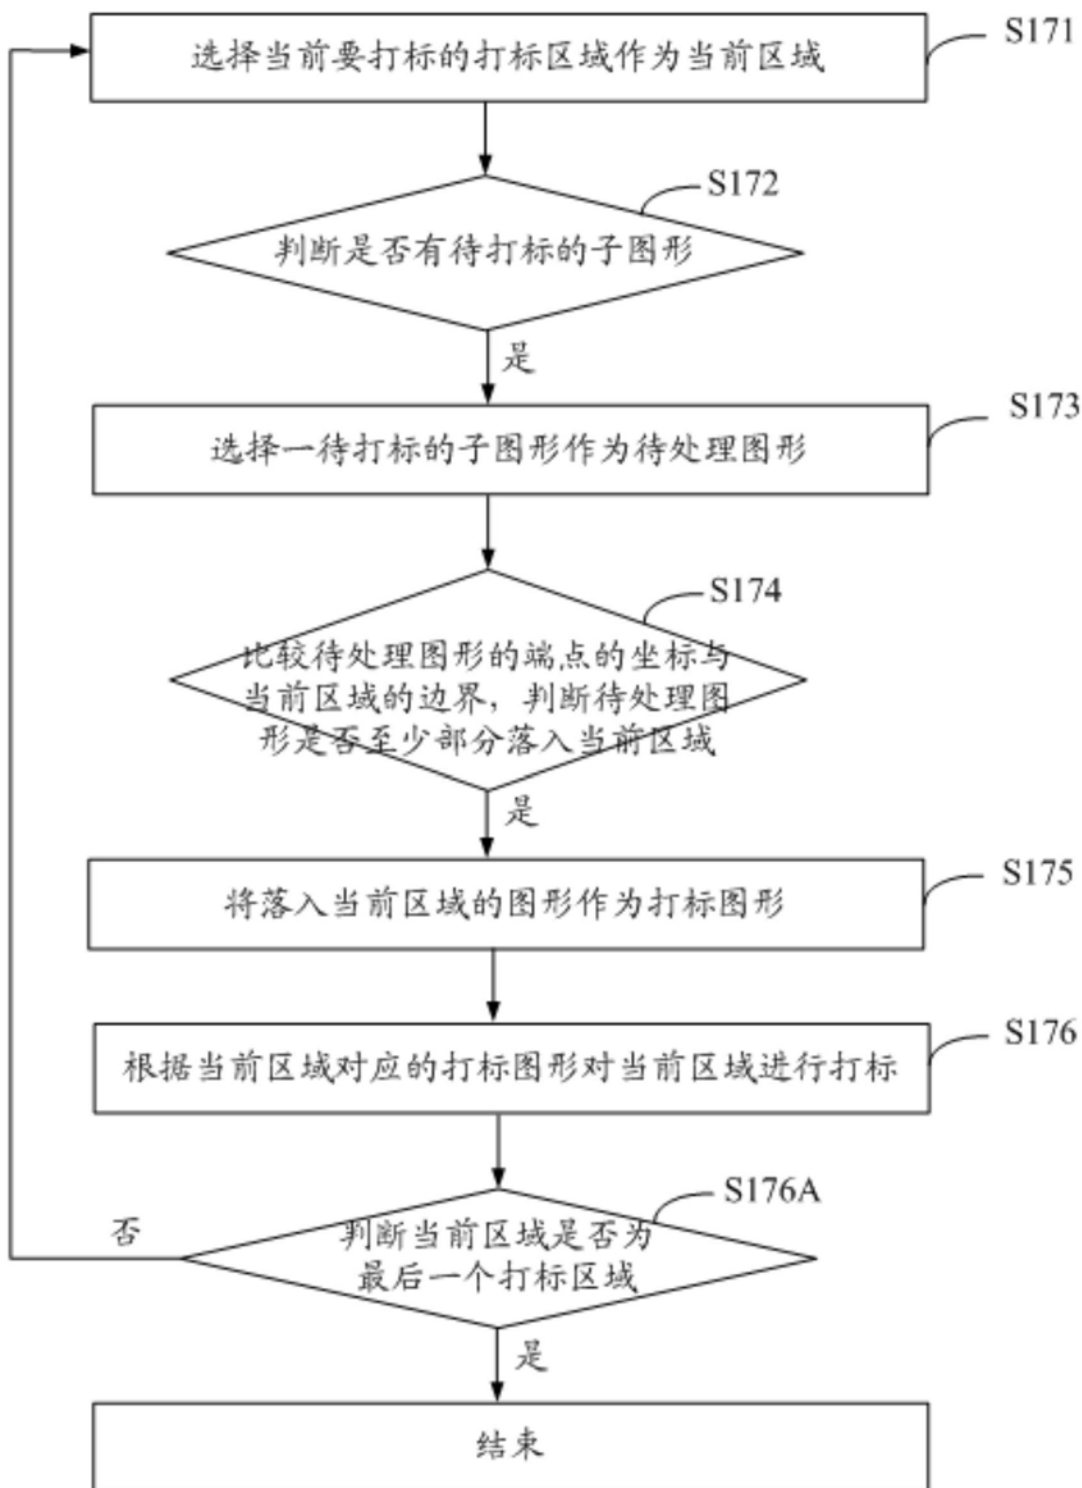 选择当前要打标的打标区域作为当前区域
S171
S172
判断是否有待打标的子图形
是
S173
选择一待打标的子图形作为待处理图形
S174
比较待处理图形的端点的坐标与
当前区域的边界，判断待处理图
形是否至少部分落入当前区域
是
S175
将落入当前区域的图形作为打标图形
S176
根据当前区域对应的打标图形对当前区域进行打标
S176A
否
判断当前区域是否为
最后一个打标区域
是
结束